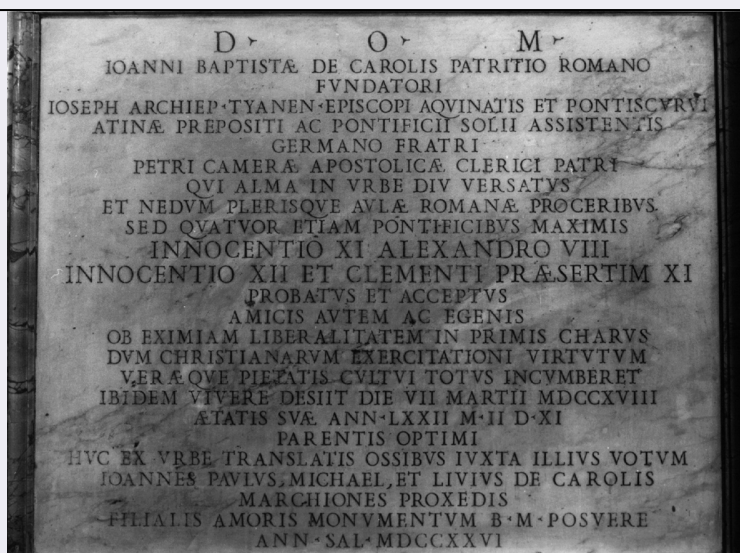 D · O · M ·
IOANNI BAPTISTÆ DE CAROLIS PATRITIO ROMANO
FVNDATORI
IOSEPH ARCHIEP·TYANEN·EPISCOPI AQVINATIS ET PONTISCVRVI
ATINÆ PREPOSITI AC PONTIFICII SOLII ASSISTENTIS
GERMANO FRATRI
PETRI CAMERÆ APOSTOLICÆ CLERICI PATRI
QVI ALMA IN VRBE DIV VERSATVS
ET NEDVM PLERISQVE AVLÆ ROMANÆ PROCERIBVS.
SED QVATVOR ETIAM PONTIFICIBVS MAXIMIS
INNOCENTIO XI ALEXANDRO VIII
INNOCENTIO XII ET CLEMENTI PRÆSERTIM XI
PROBATVS ET ACCEPTVS
AMICIS AVTEM AC EGENIS
OB EXIMIAM LIBERALITATEM IN PRIMIS CHARVS
DVM CHRISTIANARVM EXERCITATIONI VIRTVTVM
VERÆQVE PIETATIS CVLTVI TOTVS INCVMBERET
IBIDEM VIVERE DESIIT DIE VII MARTII MDCCXVIII
ÆTATIS SVÆ ANN·LXXII M·II D·XI
PARENTIS OPTIMI
HVC EX VRBE TRANSLATIS OSSIBVS IVXTA ILLIVS VOTVM
IOANNES PAVLVS, MICHAEL, ET LIVIVS DE CAROLIS
MARCHIONES PROXEDIS
FILIALIS AMORIS MONVMENTVM B·M·POSVERE
ANN·SAL·MDCCXXVI